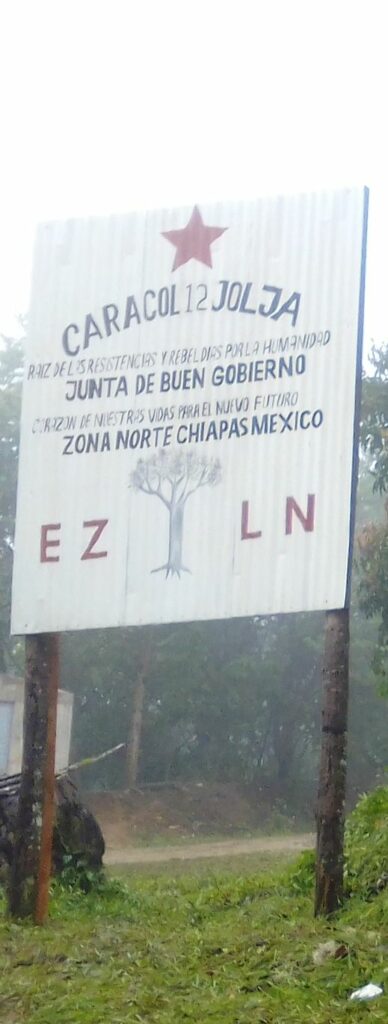 CARACOL 12 JOLJA
RAIZ DE LAS RESISTENCIAS Y REBELDIAS POR LA HUMANIDAD
JUNTA DE BUEN GOBIERNO
CORAZON DE NUESTRAS VIDAS PARA EL NUEVO FUTURO
ZONA NORTE CHIAPAS MEXICO
EZ LN